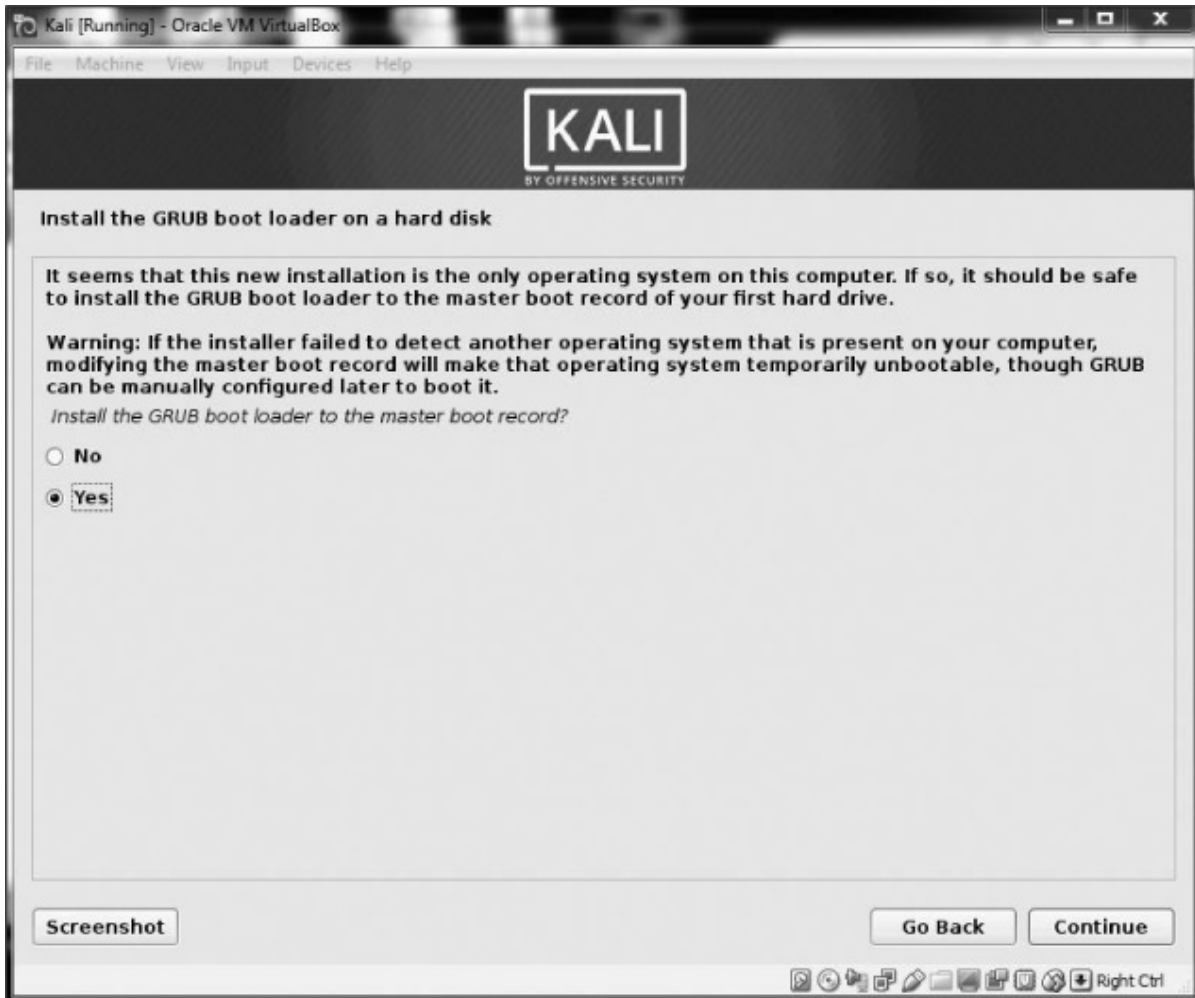 Kali [Running] - Oracle VM VirtualBox
File Machine View Input Devices Help
KALI
BY OFFENSIVE SECURITY
Install the GRUB boot loader on a hard disk
It seems that this new installation is the only operating system on this computer. If so, it should be safe
to install the GRUB boot loader to the master boot record of your first hard drive.
Warning: If the installer failed to detect another operating system that is present on your computer,
modifying the master boot record will make that operating system temporarily unbootable, though GRUB
can be manually configured later to boot it.
Install the GRUB boot loader to the master boot record?
No
Yes
Screenshot
Go Back
Continue
Right Ctrl